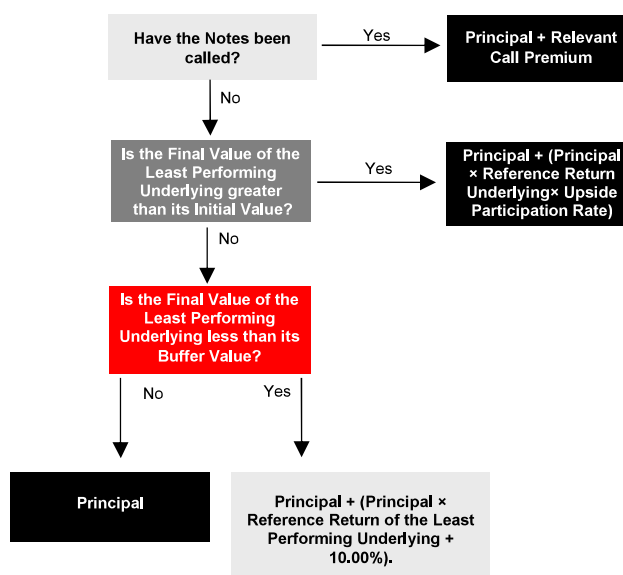 Have the Notes been
called?
Yes
Principal + Relevant
Call Premium
No
Is the Final Value of the
Least Performing
Underlying greater
than its Initial Value?
Yes
Principal + (Principal
× Reference Return
Underlying× Upside
Participation Rate)
No
Is the Final Value of the
Least Performing
Underlying less than its
Buffer Value?
No
Yes
Principal
Principal + (Principal ×
Reference Return of the Least
Performing Underlying +
10.00%).